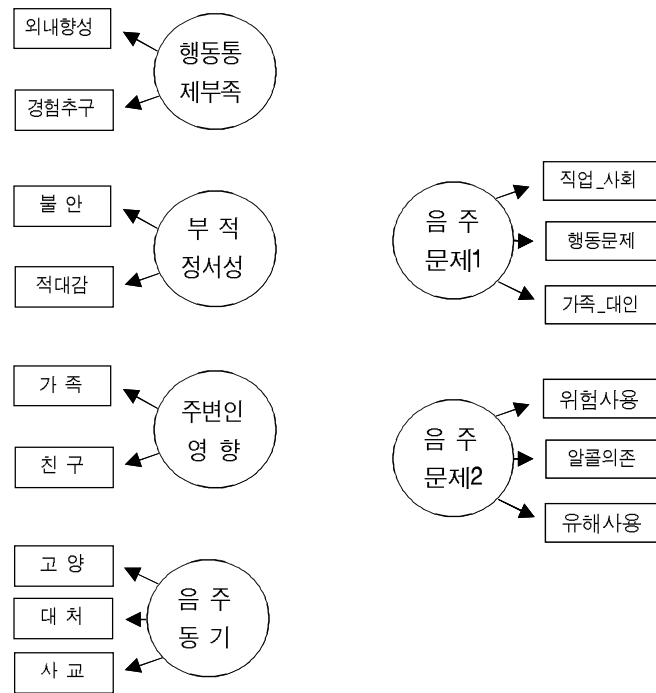 외내향성
경험추구
행동통
제부족
불 안
적대감
부 적
정서성
가 족
친 구
주변인
영 향
고 양
대 처
사 교
음 주
동 기
음 주
문제1
직업_사회
행동문제
가족_대인
음 주
문제2
위험사용
알콜의존
유해사용